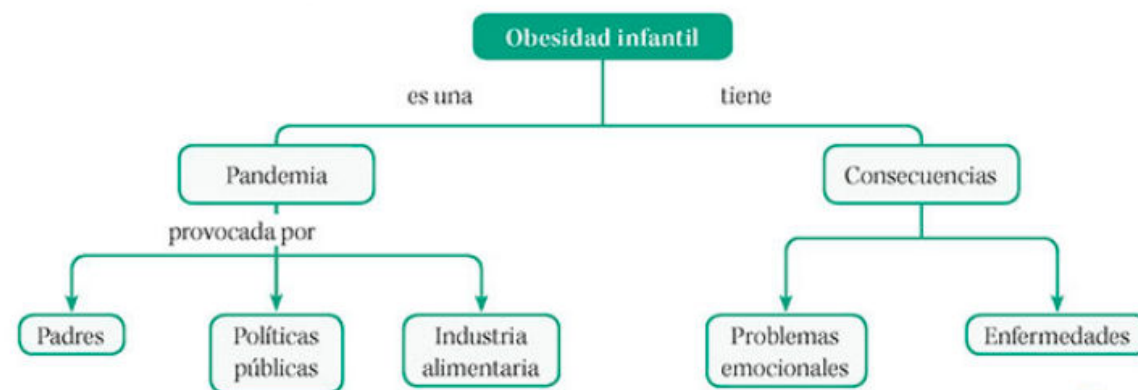 Obesidad infantil
es una
tiene
Pandemia
Consecuencias
provocada por
Padres
Políticas
públicas
Industria
alimentaria
Problemas
emocionales
Enfermedades